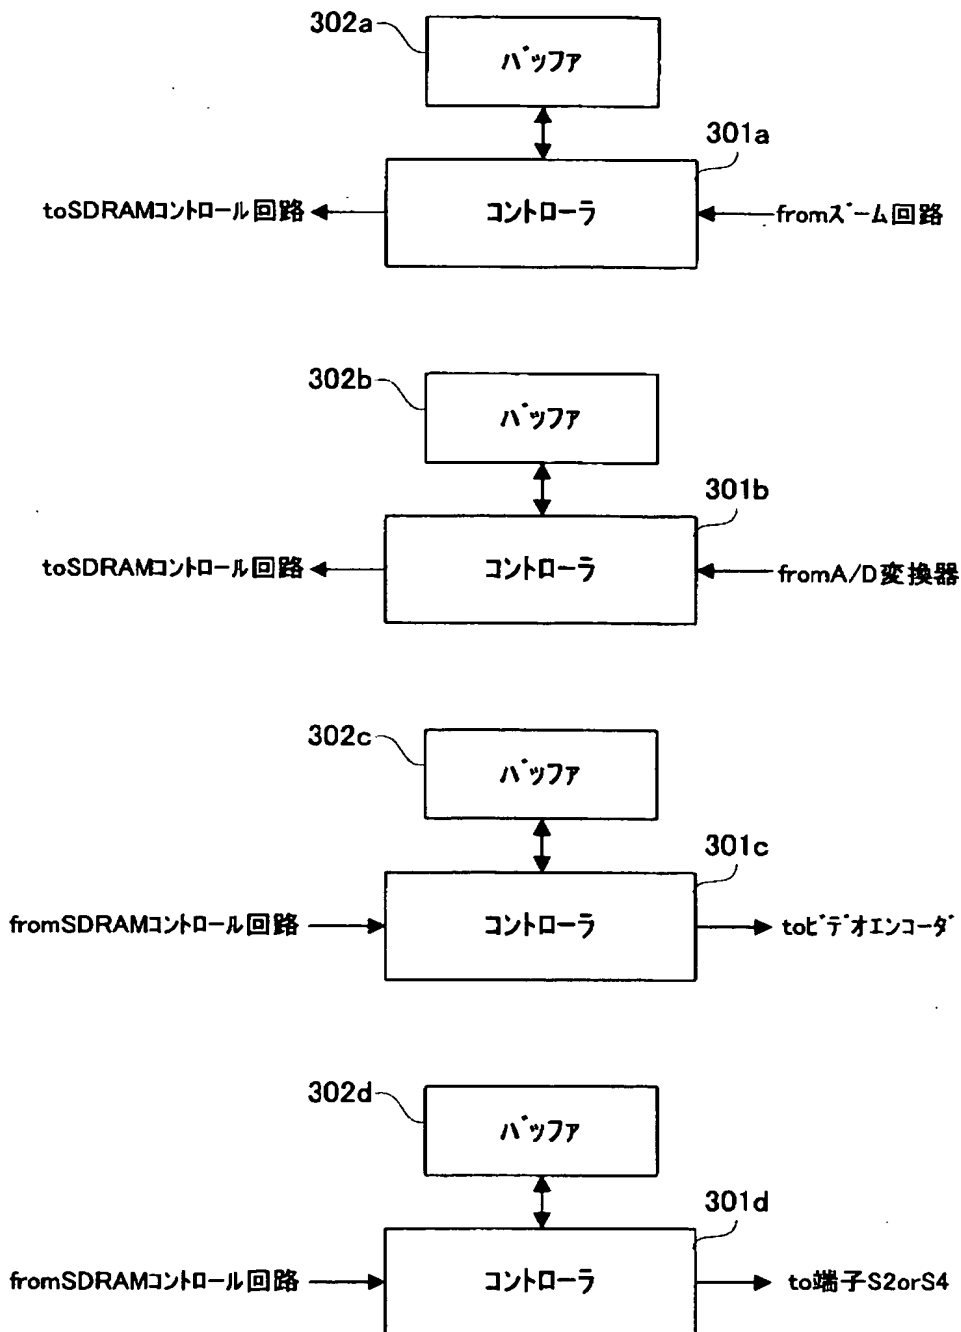 302a
バッファ
301a
toSDRAMコントロール回路
コントローラ
fromズーム回路
302b
バッファ
301b
toSDRAMコントロール回路
コントローラ
fromA/D変換器
302c
バッファ
301c
fromSDRAMコントロール回路
コントローラ
toビデオエンコーダ
302d
バッファ
301d
fromSDRAMコントロール回路
コントローラ
to端子S2orS4